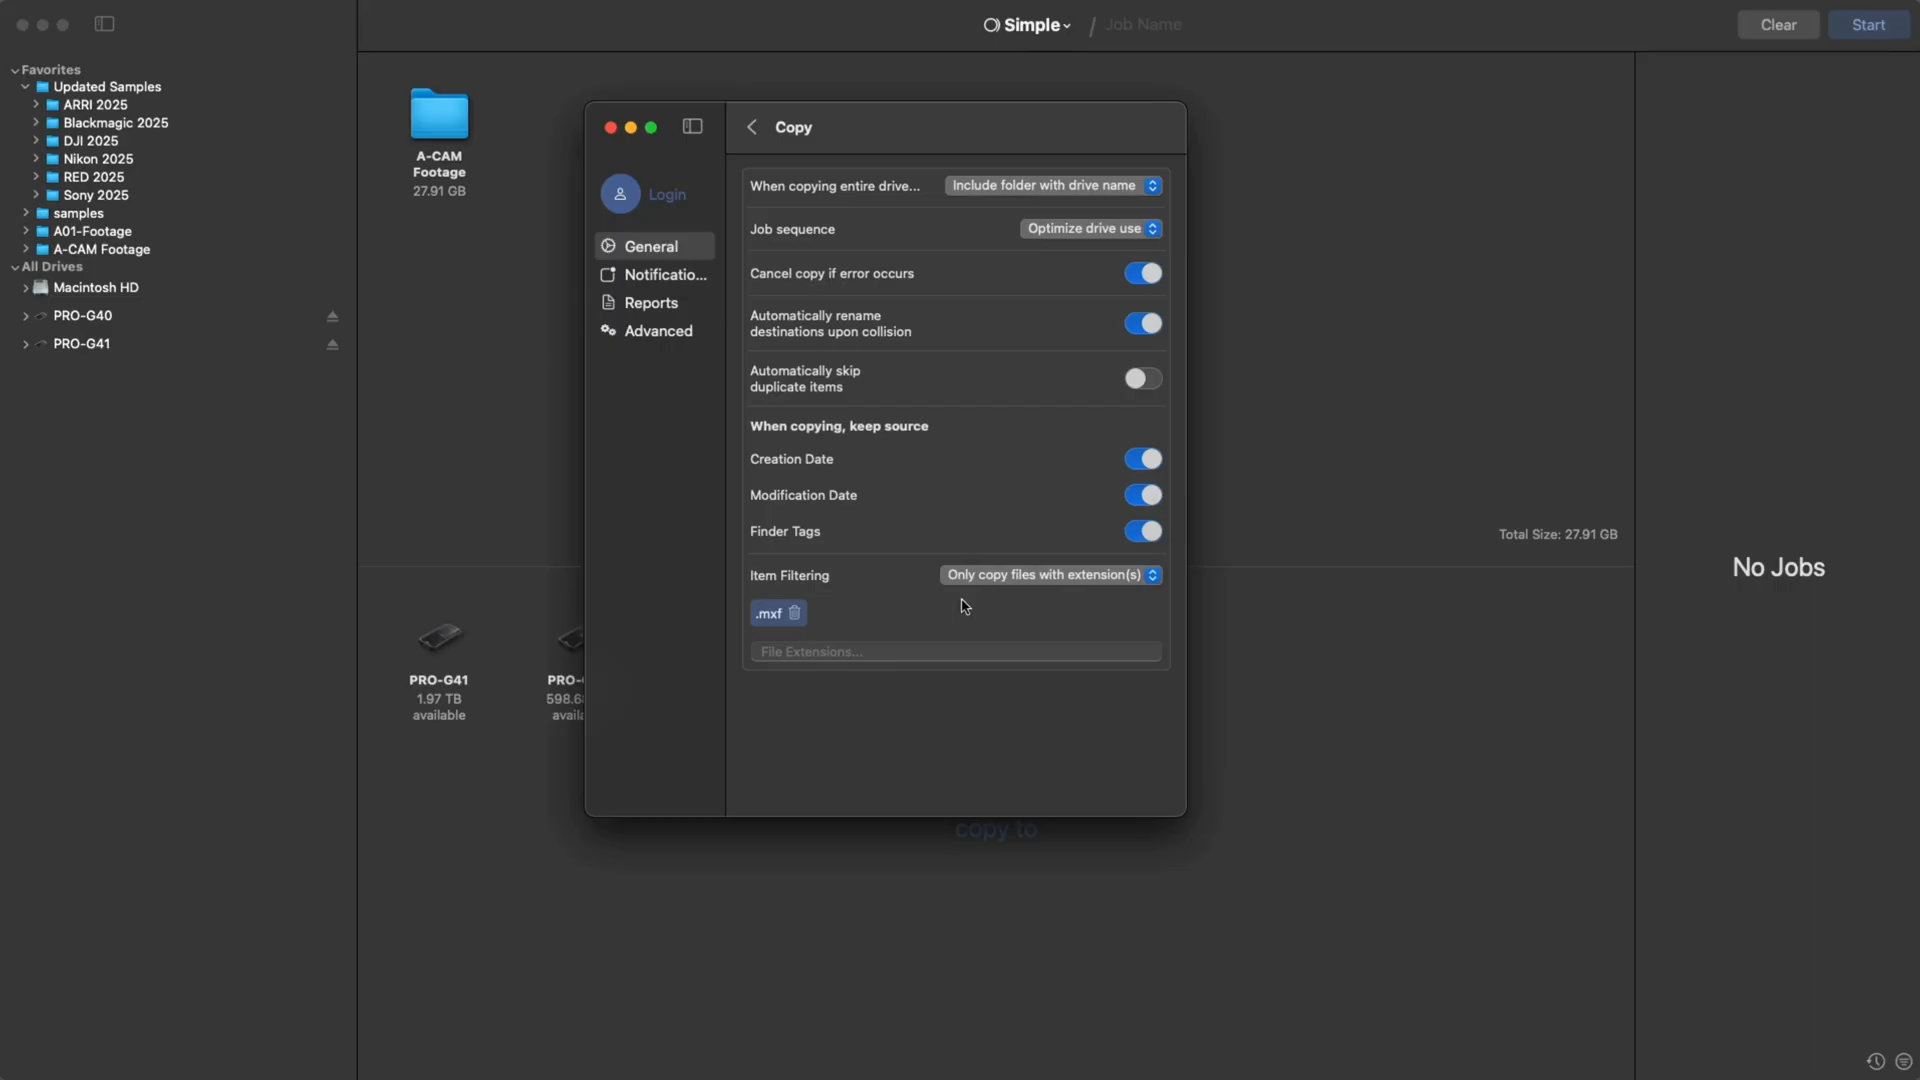 Simple / Job Name
Clear
Start
Favorites
Updated Samples
ARRI 2025
Blackmagic 2025
DJI 2025
Nikon 2025
RED 2025
Sony 2025
samples
A01-Footage
A-CAM Footage
All Drives
Macintosh HD
PRO-G40
PRO-G41
A-CAM
Footage
27.91 GB
Login
General
Notificatio...
Reports
Advanced
Copy
When copying entire drive... Include folder with drive name
Job sequence Optimize drive use
Cancel copy if error occurs
Automatically rename
destinations upon collision
Automatically skip
duplicate items
When copying, keep source
Creation Date
Modification Date
Finder Tags
Item Filtering Only copy files with extension(s)
.mxf
File Extensions...
Total Size: 27.91 GB
No Jobs
PRO-G41
1.97 TB
available
PRO-
598.6
availa
copy to